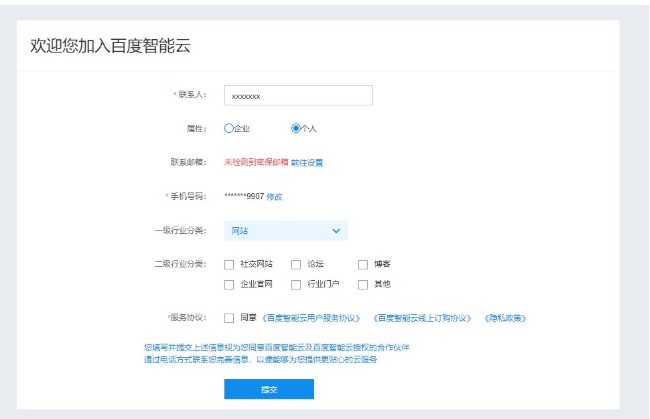 欢迎您加入百度智能云
* 联系人： xxxxxxx
属性： 企业 个人
联系邮箱： 未检测到密保邮箱 前往设置
* 手机号码： *******9907 修改
一级行业分类： 网站
二级行业分类： 社交网站 论坛 博客
企业官网 行业门户 其他
*服务协议： 同意 《百度智能云用户服务协议》 《百度智能云线上订购协议》 《隐私政策》
您填写并提交上述信息视为您同意百度智能云及百度智能云授权的合作伙伴
通过电话方式联系您完善信息，以便能够为您提供更贴心的云服务
提交